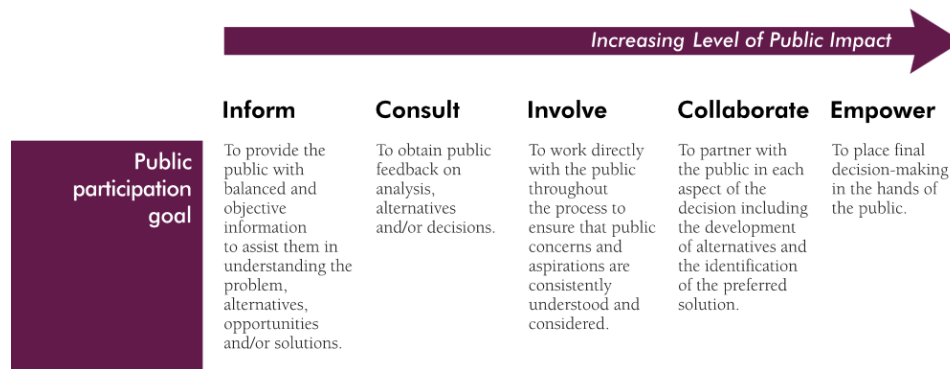 Increasing Level of Public Impact
Inform
Consult
Involve
Collaborate
Empower
Public
participation
goal
To provide the
public with
balanced and
objective
information
to assist them in
understanding the
problem,
alternatives,
opportunities
and/or solutions.
To obtain public
feedback on
analysis,
alternatives
and/or decisions.
To work directly
with the public
throughout
the process to
ensure that public
concerns and
aspirations are
consistently
understood and
considered.
To partner with
the public in each
aspect of the
decision including
the development
of alternatives and
the identification
of the preferred
solution.
To place final
decision-making
in the hands of
the public.